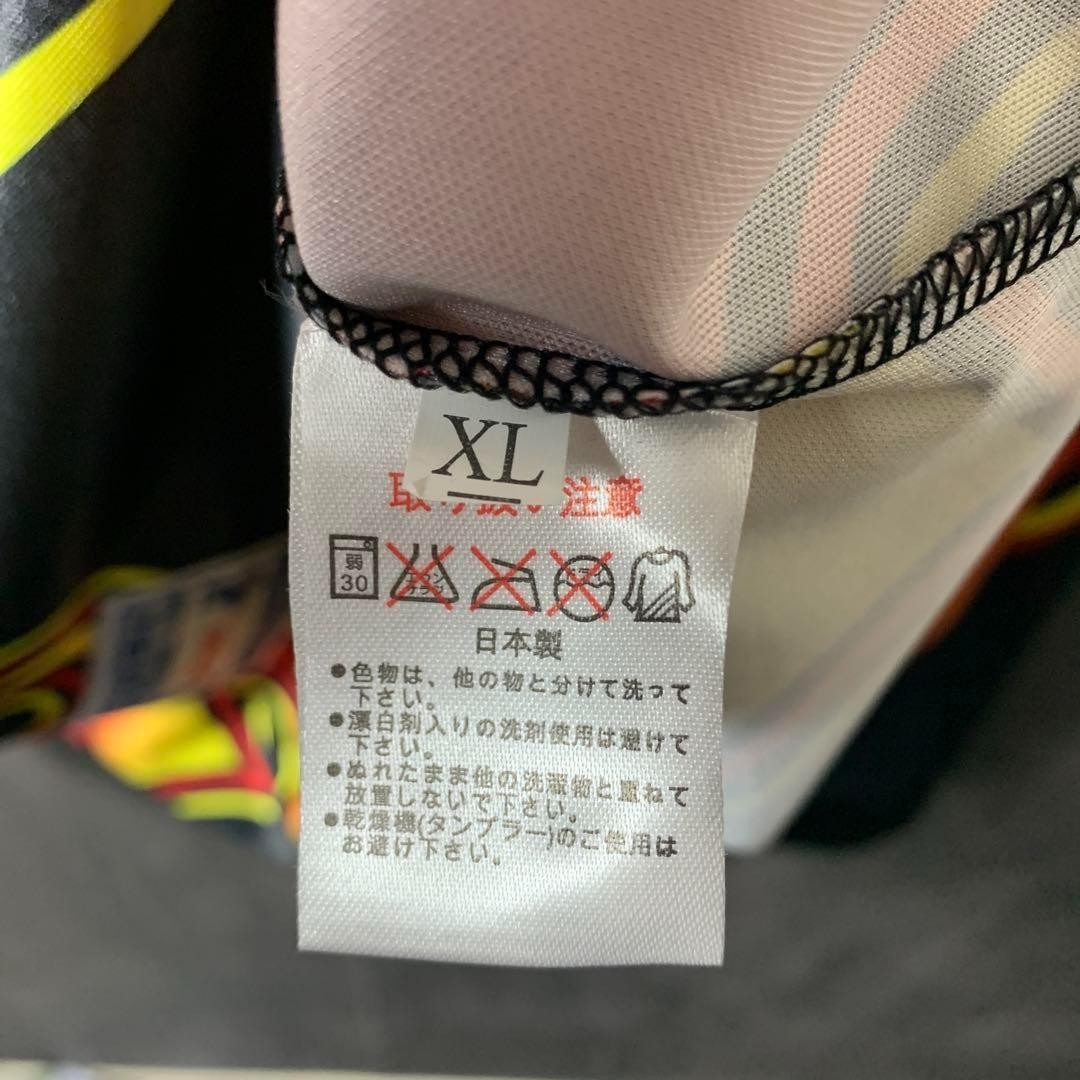 XL
取り扱い注意
弱
30
日本製
●色物は、他の物と分けて洗って
下さい。
●漂白剤入りの洗剤使用は避けて
下さい。
●ぬれたまま他の洗濯物と重ねて
放置しないで下さい。
●乾燥機(タンブラー)のご使用は
お避け下さい。